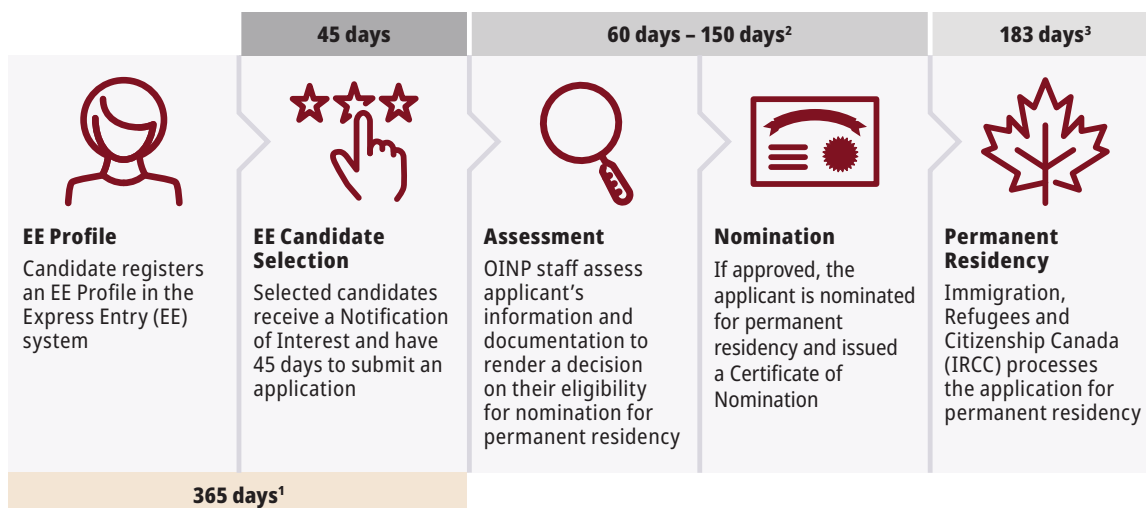 45 days
60 days – 150 days²
183 days³
EE Profile
Candidate registers
an EE Profile in the
Express Entry (EE)
system
EE Candidate
Selection
Selected candidates
receive a Notification
of Interest and have
45 days to submit an
application
Assessment
OINP staff assess
applicant’s
information and
documentation to
render a decision
on their eligibility
for nomination for
permanent residency
Nomination
If approved, the
applicant is nominated
for permanent
residency and issued
a Certificate of
Nomination
Permanent
Residency
Immigration,
Refugees and
Citizenship Canada
(IRCC) processes
the application for
permanent residency
365 days¹